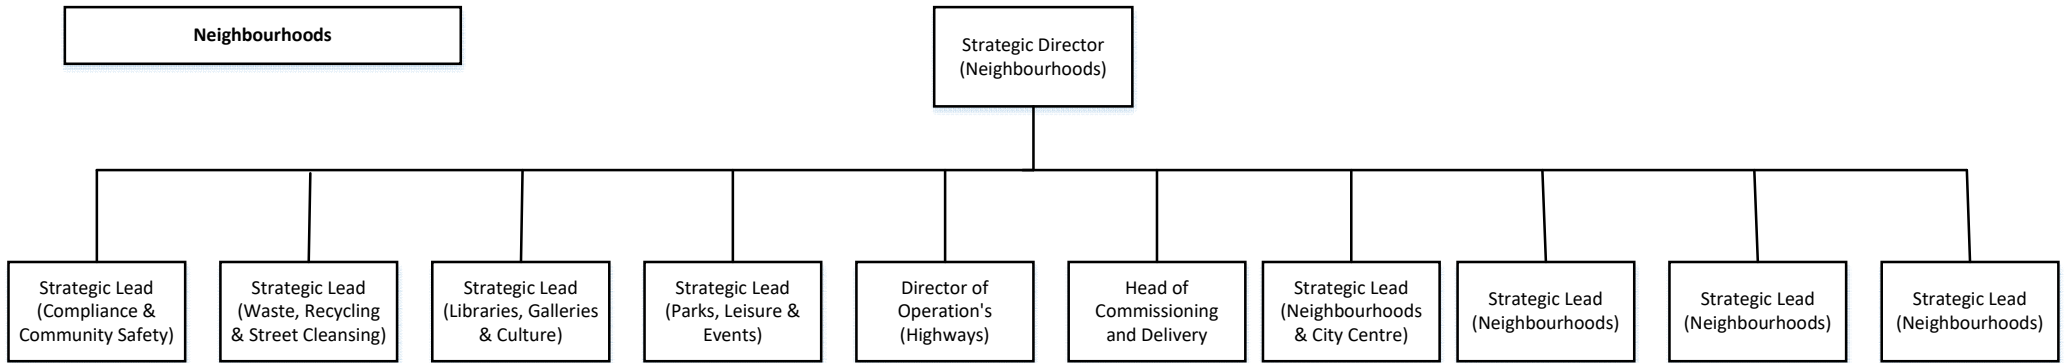 Neighbourhoods
Strategic Director
(Neighbourhoods)
Strategic Lead
(Compliance &
Community Safety)
Strategic Lead
(Waste, Recycling
& Street Cleansing)
Strategic Lead
(Libraries, Galleries
& Culture)
Strategic Lead
(Parks, Leisure &
Events)
Director of
Operation's
(Highways)
Head of
Commissioning
and Delivery
Strategic Lead
(Neighbourhoods
& City Centre)
Strategic Lead
(Neighbourhoods)
Strategic Lead
(Neighbourhoods)
Strategic Lead
(Neighbourhoods)